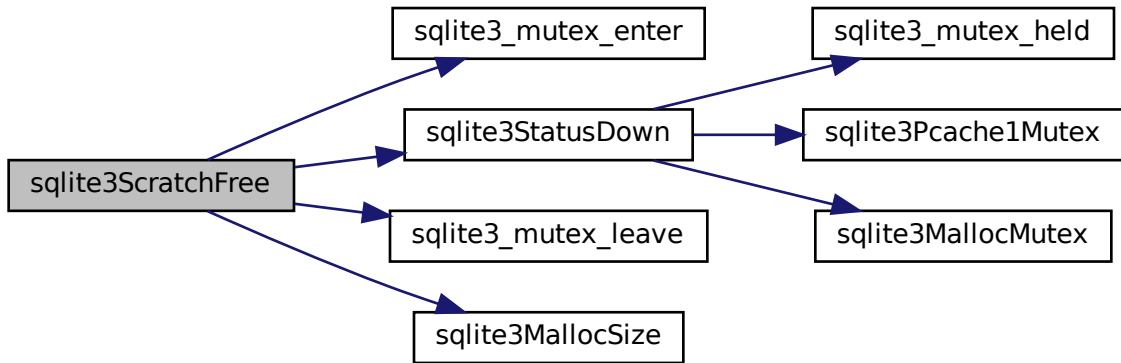 sqlite3ScratchFree
sqlite3_mutex_enter
sqlite3StatusDown
sqlite3_mutex_leave
sqlite3MallocSize
sqlite3_mutex_held
sqlite3Pcache1Mutex
sqlite3MallocMutex